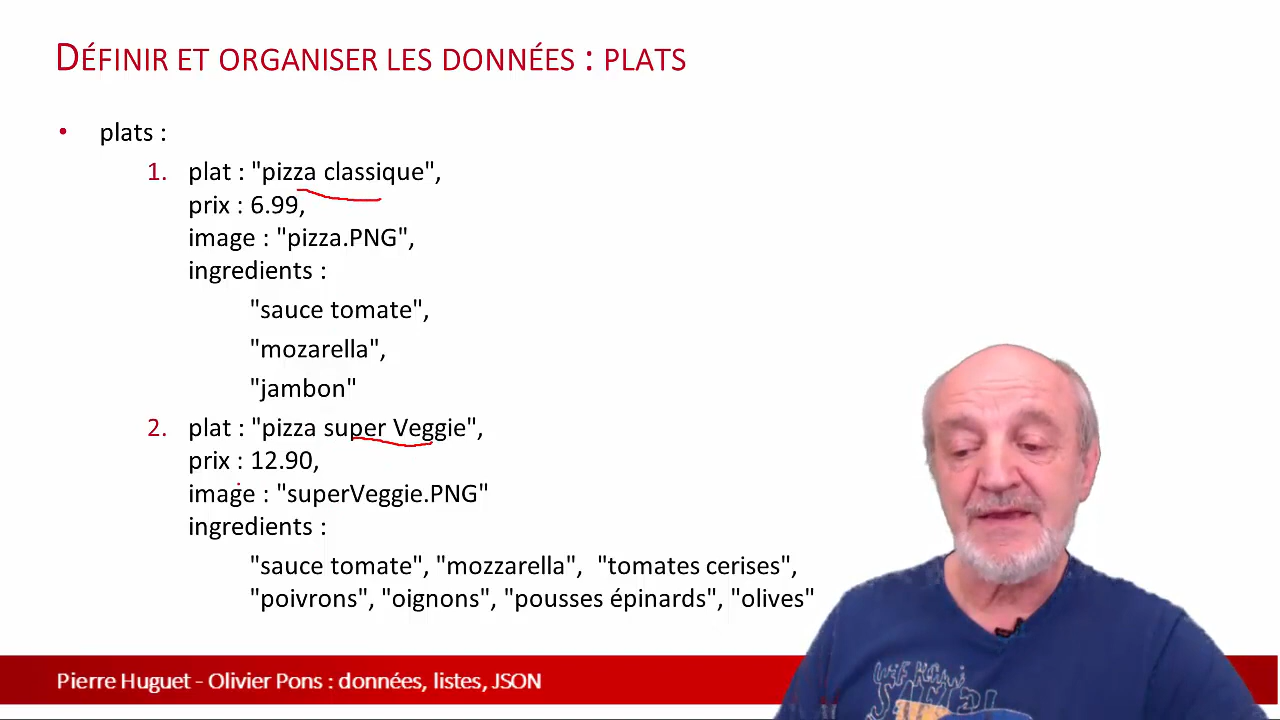 DÉFINIR ET ORGANISER LES DONNÉES : PLATS
• plats :
1. plat : "pizza classique",
prix : 6.99,
image : "pizza.PNG",
ingredients :
"sauce tomate",
"mozarella",
"jambon"
2. plat : "pizza super Veggie",
prix : 12.90,
image : "superVeggie.PNG"
ingredients :
"sauce tomate", "mozzarella", "tomates cerises",
"poivrons", "oignons", "pousses épinards", "olives"
Pierre Huguet - Olivier Pons : données, listes, JSON